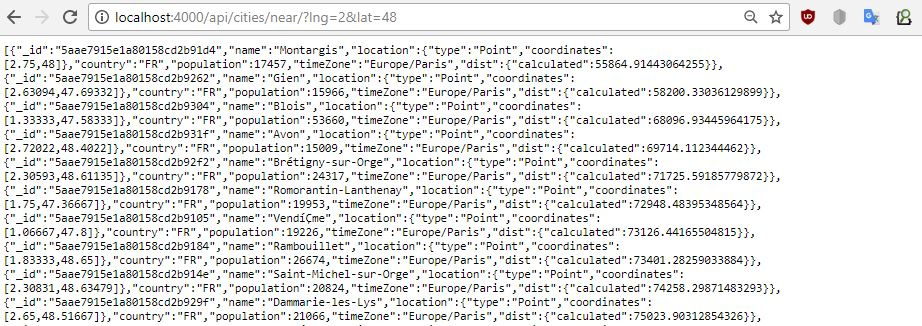 localhost:4000/api/cities/near/?lng=2&lat=48
[{"_id":"5aae7915e1a80158cd2b91d4","name":"Montargis","location":{"type":"Point","coordinates":
[2.75,48]},"country":"FR","population":17457,"timeZone":"Europe/Paris","dist":{"calculated":55864.91443064255}},
{"_id":"5aae7915e1a80158cd2b9262","name":"Gien","location":{"type":"Point","coordinates":
[2.63094,47.69332]},"country":"FR","population":15966,"timeZone":"Europe/Paris","dist":{"calculated":58200.33036129899}},
{"_id":"5aae7915e1a80158cd2b9304","name":"Blois","location":{"type":"Point","coordinates":
[1.33333,47.58333]},"country":"FR","population":53660,"timeZone":"Europe/Paris","dist":{"calculated":68096.93445964175}},
{"_id":"5aae7915e1a80158cd2b931f","name":"Avon","location":{"type":"Point","coordinates":
[2.72022,48.4022]},"country":"FR","population":15009,"timeZone":"Europe/Paris","dist":{"calculated":69714.112344462}},
{"_id":"5aae7915e1a80158cd2b92f2","name":"Brétigny-sur-Orge","location":{"type":"Point","coordinates":
[2.30593,48.61135]},"country":"FR","population":24317,"timeZone":"Europe/Paris","dist":{"calculated":71725.59185779872}},
{"_id":"5aae7915e1a80158cd2b9178","name":"Romorantin-Lanthenay","location":{"type":"Point","coordinates":
[1.75,47.36667]},"country":"FR","population":19953,"timeZone":"Europe/Paris","dist":{"calculated":72948.48395348564}},
{"_id":"5aae7915e1a80158cd2b9105","name":"VendíÇme","location":{"type":"Point","coordinates":
[1.06667,47.8]},"country":"FR","population":19226,"timeZone":"Europe/Paris","dist":{"calculated":73126.44165504815}},
{"_id":"5aae7915e1a80158cd2b9184","name":"Rambouillet","location":{"type":"Point","coordinates":
[1.83333,48.65]},"country":"FR","population":26674,"timeZone":"Europe/Paris","dist":{"calculated":73401.28259033884}},
{"_id":"5aae7915e1a80158cd2b914e","name":"Saint-Michel-sur-Orge","location":{"type":"Point","coordinates":
[2.30831,48.63479]},"country":"FR","population":20824,"timeZone":"Europe/Paris","dist":{"calculated":74258.29871483293}},
{"_id":"5aae7915e1a80158cd2b929f","name":"Dammarie-les-Lys","location":{"type":"Point","coordinates":
[2.65,48.51667]},"country":"FR","population":21066,"timeZone":"Europe/Paris","dist":{"calculated":75023.90312854326}},